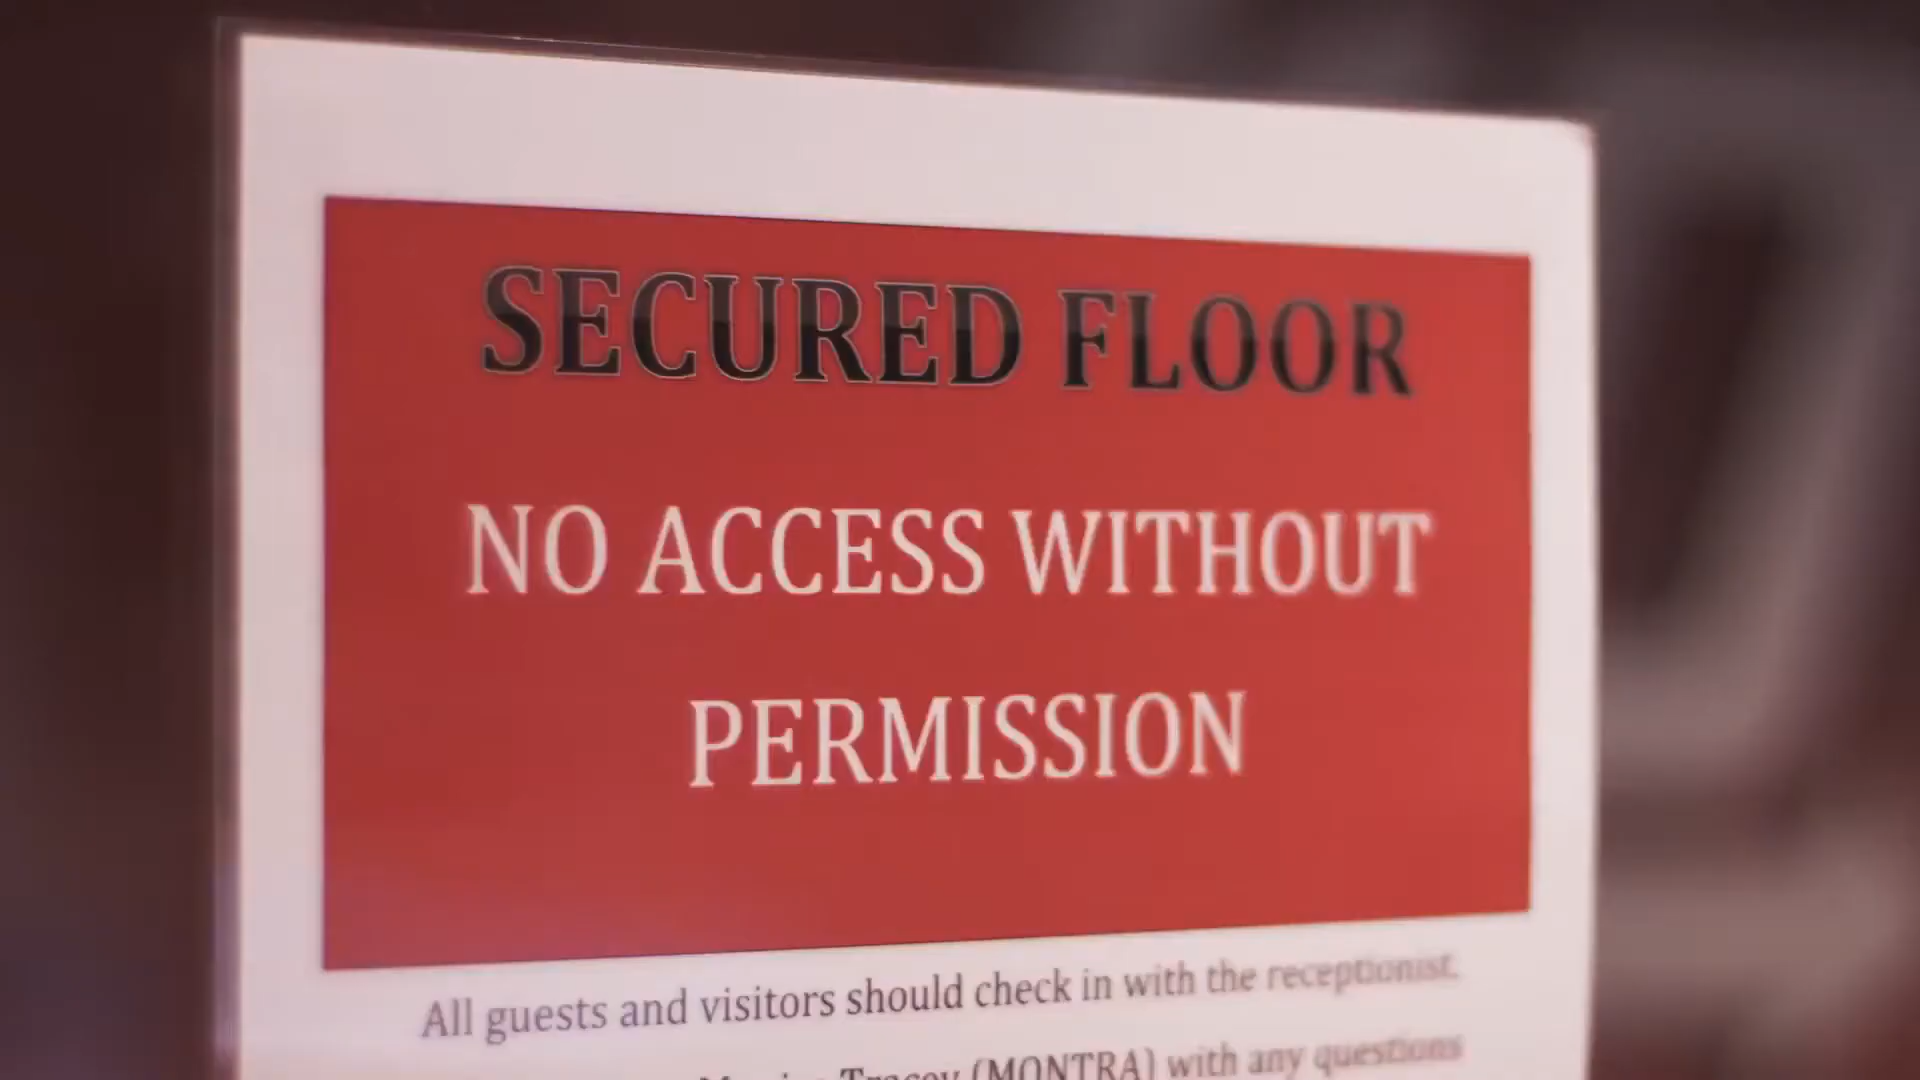 SECURED FLOOR
NO ACCESS WITHOUT
PERMISSION
All guests and visitors should check in with the receptionist.
Tracey (MONTRA) with any questions